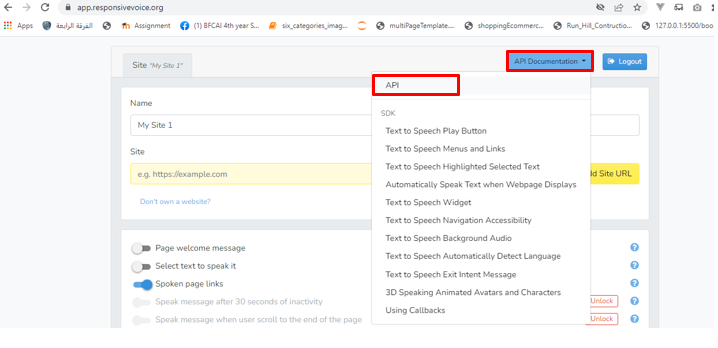 app.responsivevoice.org
Apps
الفرقة الرابعة
Assignment
(1) BFCAI 4th year S...
six_categories_imag...
multiPageTemplate...
shoppingEcommerc...
Run_Hill_Contructio...
127.0.0.1:5500/boo
Site "My Site 1"
API Documentation
Logout
API
Name
My Site 1
SDK
Text to Speech Play Button
Text to Speech Menus and Links
Site
Text to Speech Highlighted Selected Text
e.g. https://example.com
Site URL
Automatically Speak Text when Webpage Displays
Don't own a website?
Text to Speech Widget
Text to Speech Navigation Accessibility
Text to Speech Background Audio
Page welcome message
Text to Speech Automatically Detect Language
Select text to speak it
Text to Speech Exit Intent Message
Spoken page links
3D Speaking Animated Avatars and Characters
Speak message after 30 seconds of inactivity
Unlock
Using Callbacks
Speak message when user scroll to the end of the page
Unlock